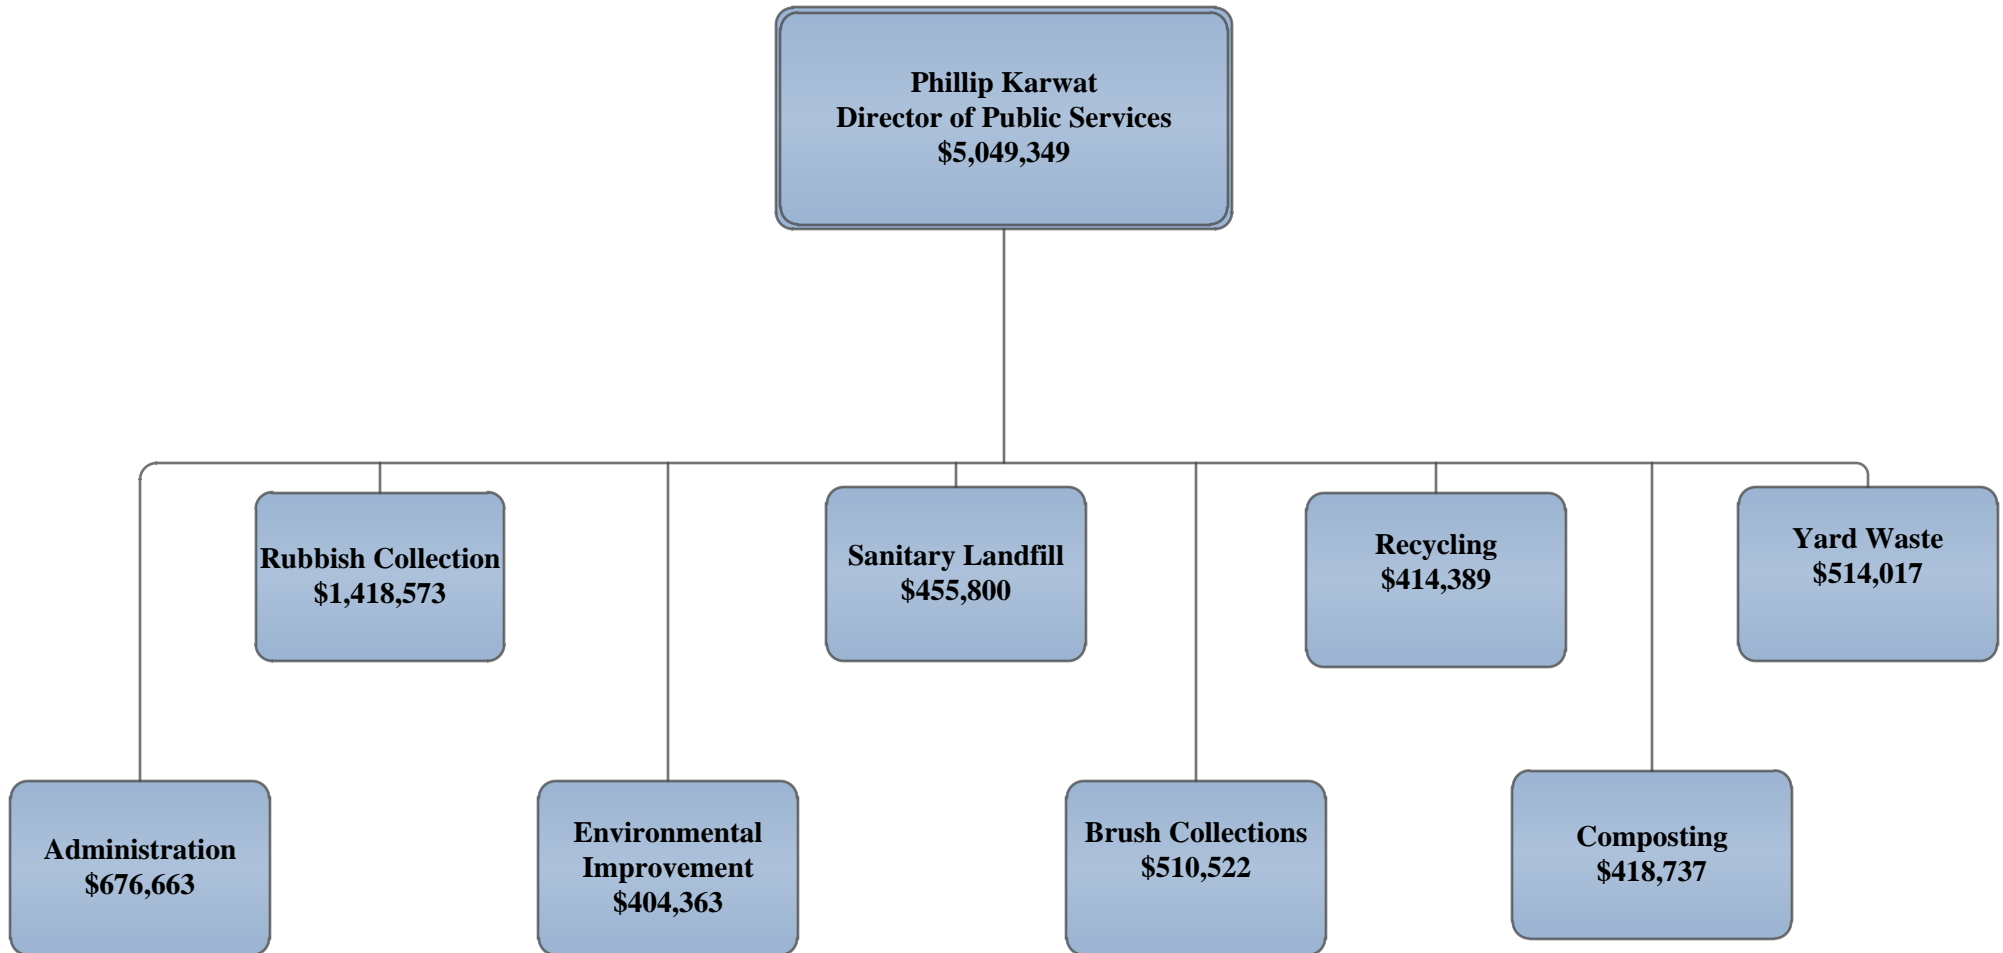 Phillip Karwat
Director of Public Services
$5,049,349
Rubbish Collection
$1,418,573
Sanitary Landfill
$455,800
Recycling
$414,389
Yard Waste
$514,017
Administration
$676,663
Environmental
Improvement
$404,363
Brush Collections
$510,522
Composting
$418,737